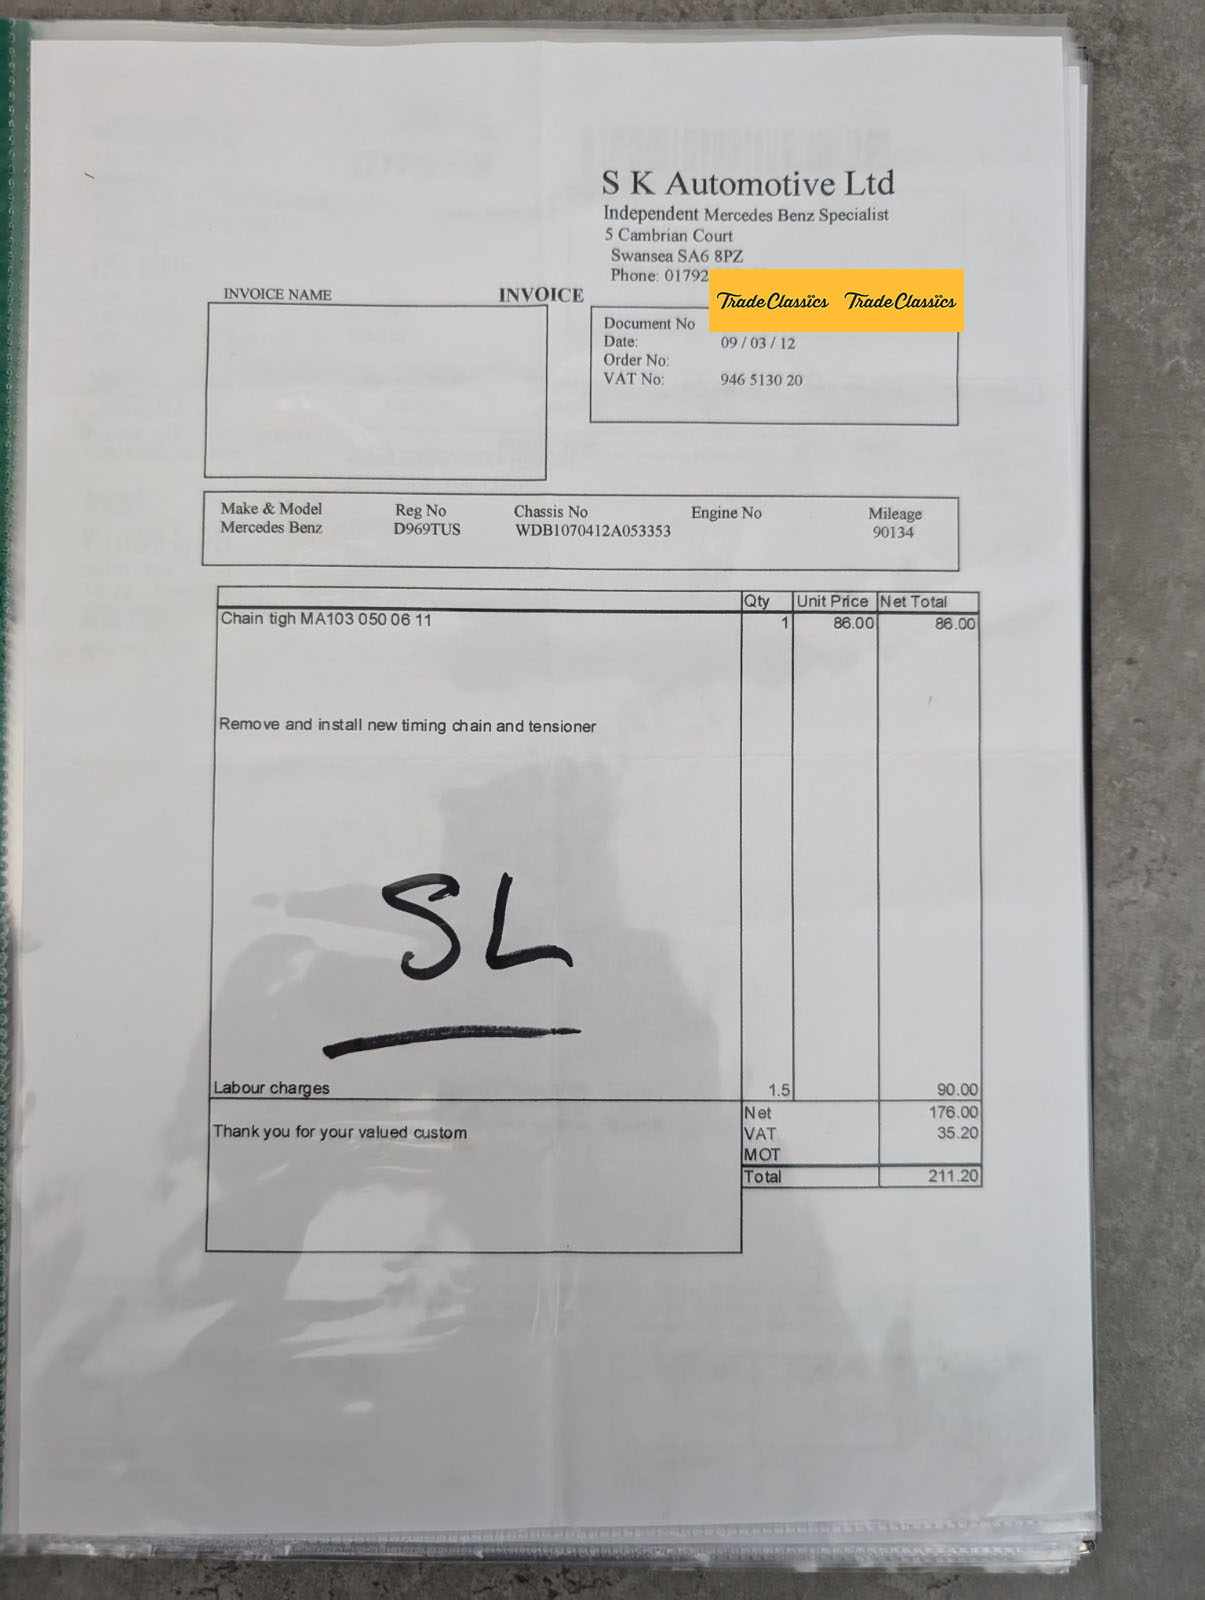 S K Automotive Ltd
Independent Mercedes Benz Specialist
5 Cambrian Court
Swansea SA6 8PZ
Phone: 01792
TradeClassics TradeClassics
INVOICE NAME
INVOICE
Document No
Date: 09 / 03 / 12
Order No:
VAT No: 946 5130 20
Make & Model Reg No Chassis No Engine No Mileage
Mercedes Benz D969TUS WDB1070412A053353 90134
Qty Unit Price Net Total
Chain tigh MA103 050 06 11 1 86.00 86.00
Remove and install new timing chain and tensioner
SL
Labour charges 1.5 90.00
Net 176.00
Thank you for your valued custom VAT 35.20
MOT
Total 211.20